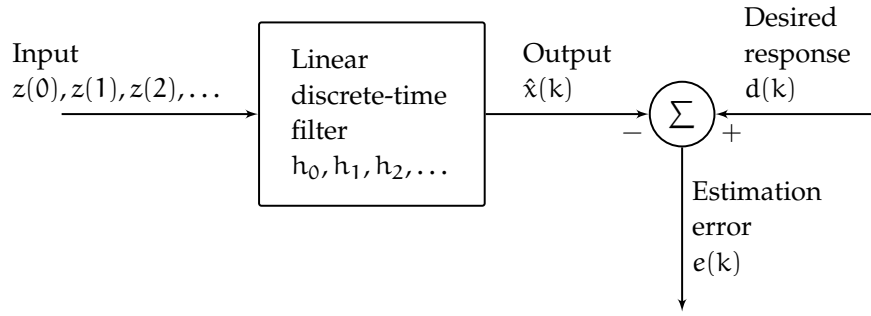 Input
z(0), z(1), z(2), . . .
Linear
discrete-time
filter
h₀, h₁, h₂, . . .
Output
x̂(k)
Desired
response
d(k)
−
Σ
+
Estimation
error
e(k)